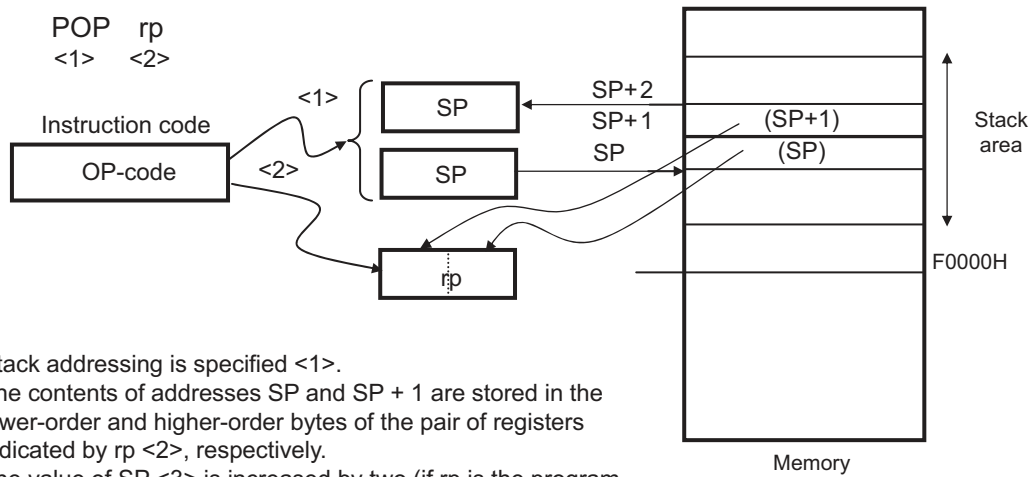 POP rp
<1> <2>
Instruction code
OP-code
<1>
<2>
SP
SP
rp
SP+2
SP+1
SP
(SP+1)
(SP)
Stack
area
F0000H
Memory
tack addressing is specified <1>.
he contents of addresses SP and SP + 1 are stored in the
wer-order and higher-order bytes of the pair of registers
dicated by rp <2>, respectively.